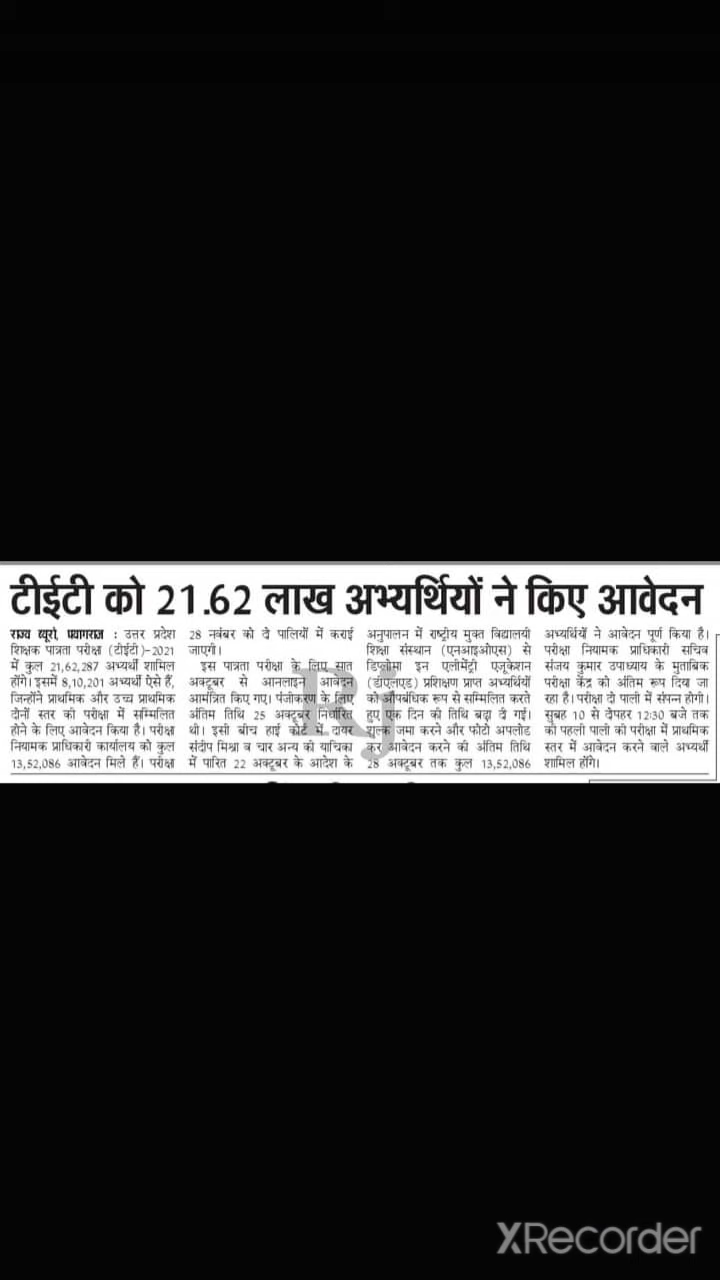 टीईटी को 21.62 लाख अभ्यर्थियों ने किए आवेदन
राज्य ब्यूरो, प्रयागराज : उत्तर प्रदेश
शिक्षक पात्रता परीक्षा (टीईटी)-2021
में कुल 21,62,287 अभ्यर्थी शामिल
होंगे। इसमें 8,10,201 अभ्यर्थी ऐसे हैं,
जिन्होंने प्राथमिक और उच्च प्राथमिक
दोनों स्तर की परीक्षा में सम्मिलित
होने के लिए आवेदन किया है। परीक्षा
नियामक प्राधिकारी कार्यालय को कुल
13,52,086 आवेदन मिले हैं। परीक्षा
28 नवंबर को दो पालियों में कराई
जाएगी।
इस पात्रता परीक्षा के लिए सात
अक्टूबर से आनलाइन आवेदन
आमंत्रित किए गए। पंजीकरण के लिए
अंतिम तिथि 25 अक्टूबर निर्धारित
थी। इसी बीच हाई कोर्ट में दायर
संदीप मिश्रा व चार अन्य की याचिका
में पारित 22 अक्टूबर के आदेश के
अनुपालन में राष्ट्रीय मुक्त विद्यालयी
शिक्षा संस्थान (एनआइओएस) से
डिप्लोमा इन एलीमेंट्री एजूकेशन
(डीएलएड) प्रशिक्षण प्राप्त अभ्यर्थियों
को औपबंधिक रूप से सम्मिलित करते
हुए एक दिन की तिथि बढ़ा दी गई।
शुल्क जमा करने और फोटो अपलोड
कर आवेदन करने की अंतिम तिथि
28 अक्टूबर तक कुल 13,52,086
अभ्यर्थियों ने आवेदन पूर्ण किया है।
परीक्षा नियामक प्राधिकारी सचिव
संजय कुमार उपाध्याय के मुताबिक
परीक्षा केंद्र को अंतिम रूप दिया जा
रहा है। परीक्षा दो पाली में संपन्न होगी।
सुबह 10 से दोपहर 12:30 बजे तक
की पहली पाली की परीक्षा में प्राथमिक
स्तर में आवेदन करने वाले अभ्यर्थी
शामिल होंगे।
Rj
XRecorder